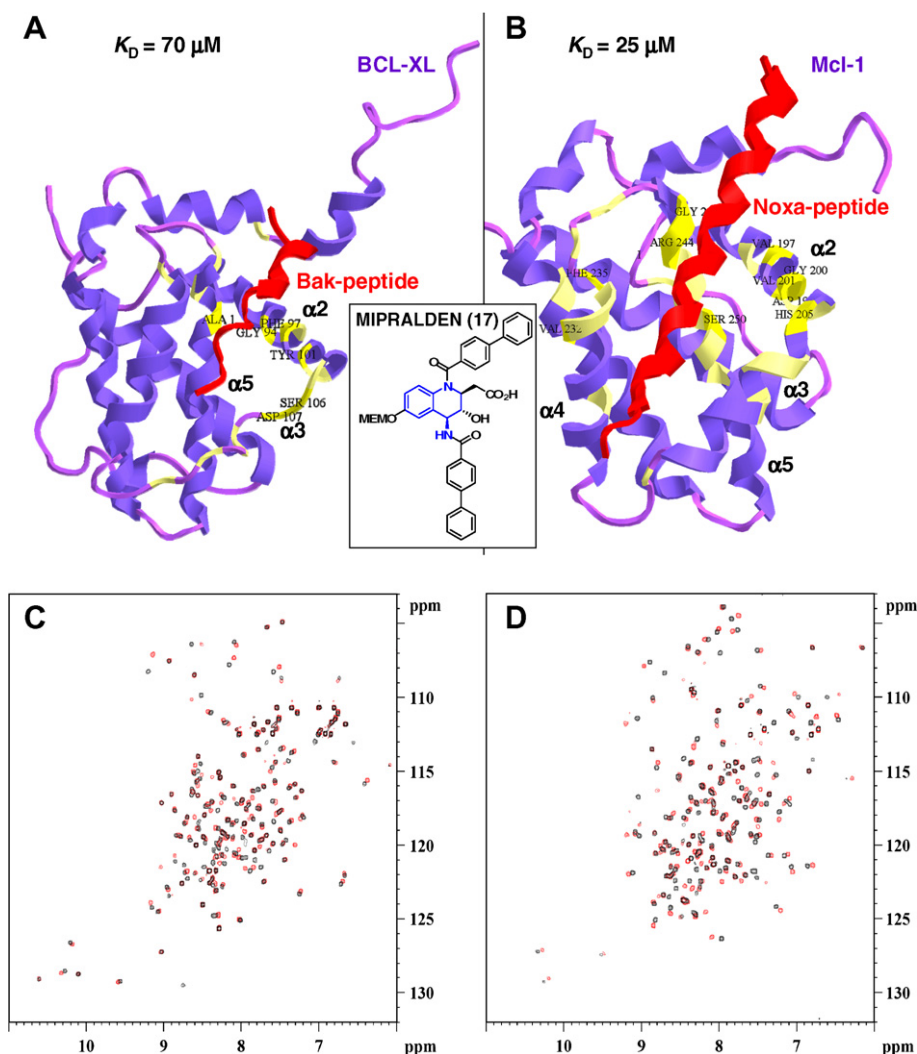 A
K_D = 70 µM
BCL-XL
Bak-peptide
α2
GLY 94
PHE 97
TYR 101
α5
SER 106
ASP 107
α3
B
K_D = 25 µM
Mcl-1
Noxa-peptide
ARG 244
VAL 197
α2
GLY 200
VAL 201
HIS 205
PHE 235
VAL 232
SER 250
α3
α4
α5
MIPRALDEN (17)
O
N
CO₂H
MEMO
OH
HN
O
C
ppm
110
115
120
125
130
10
9
8
7
ppm
D
ppm
110
115
120
125
130
10
9
8
7
ppm